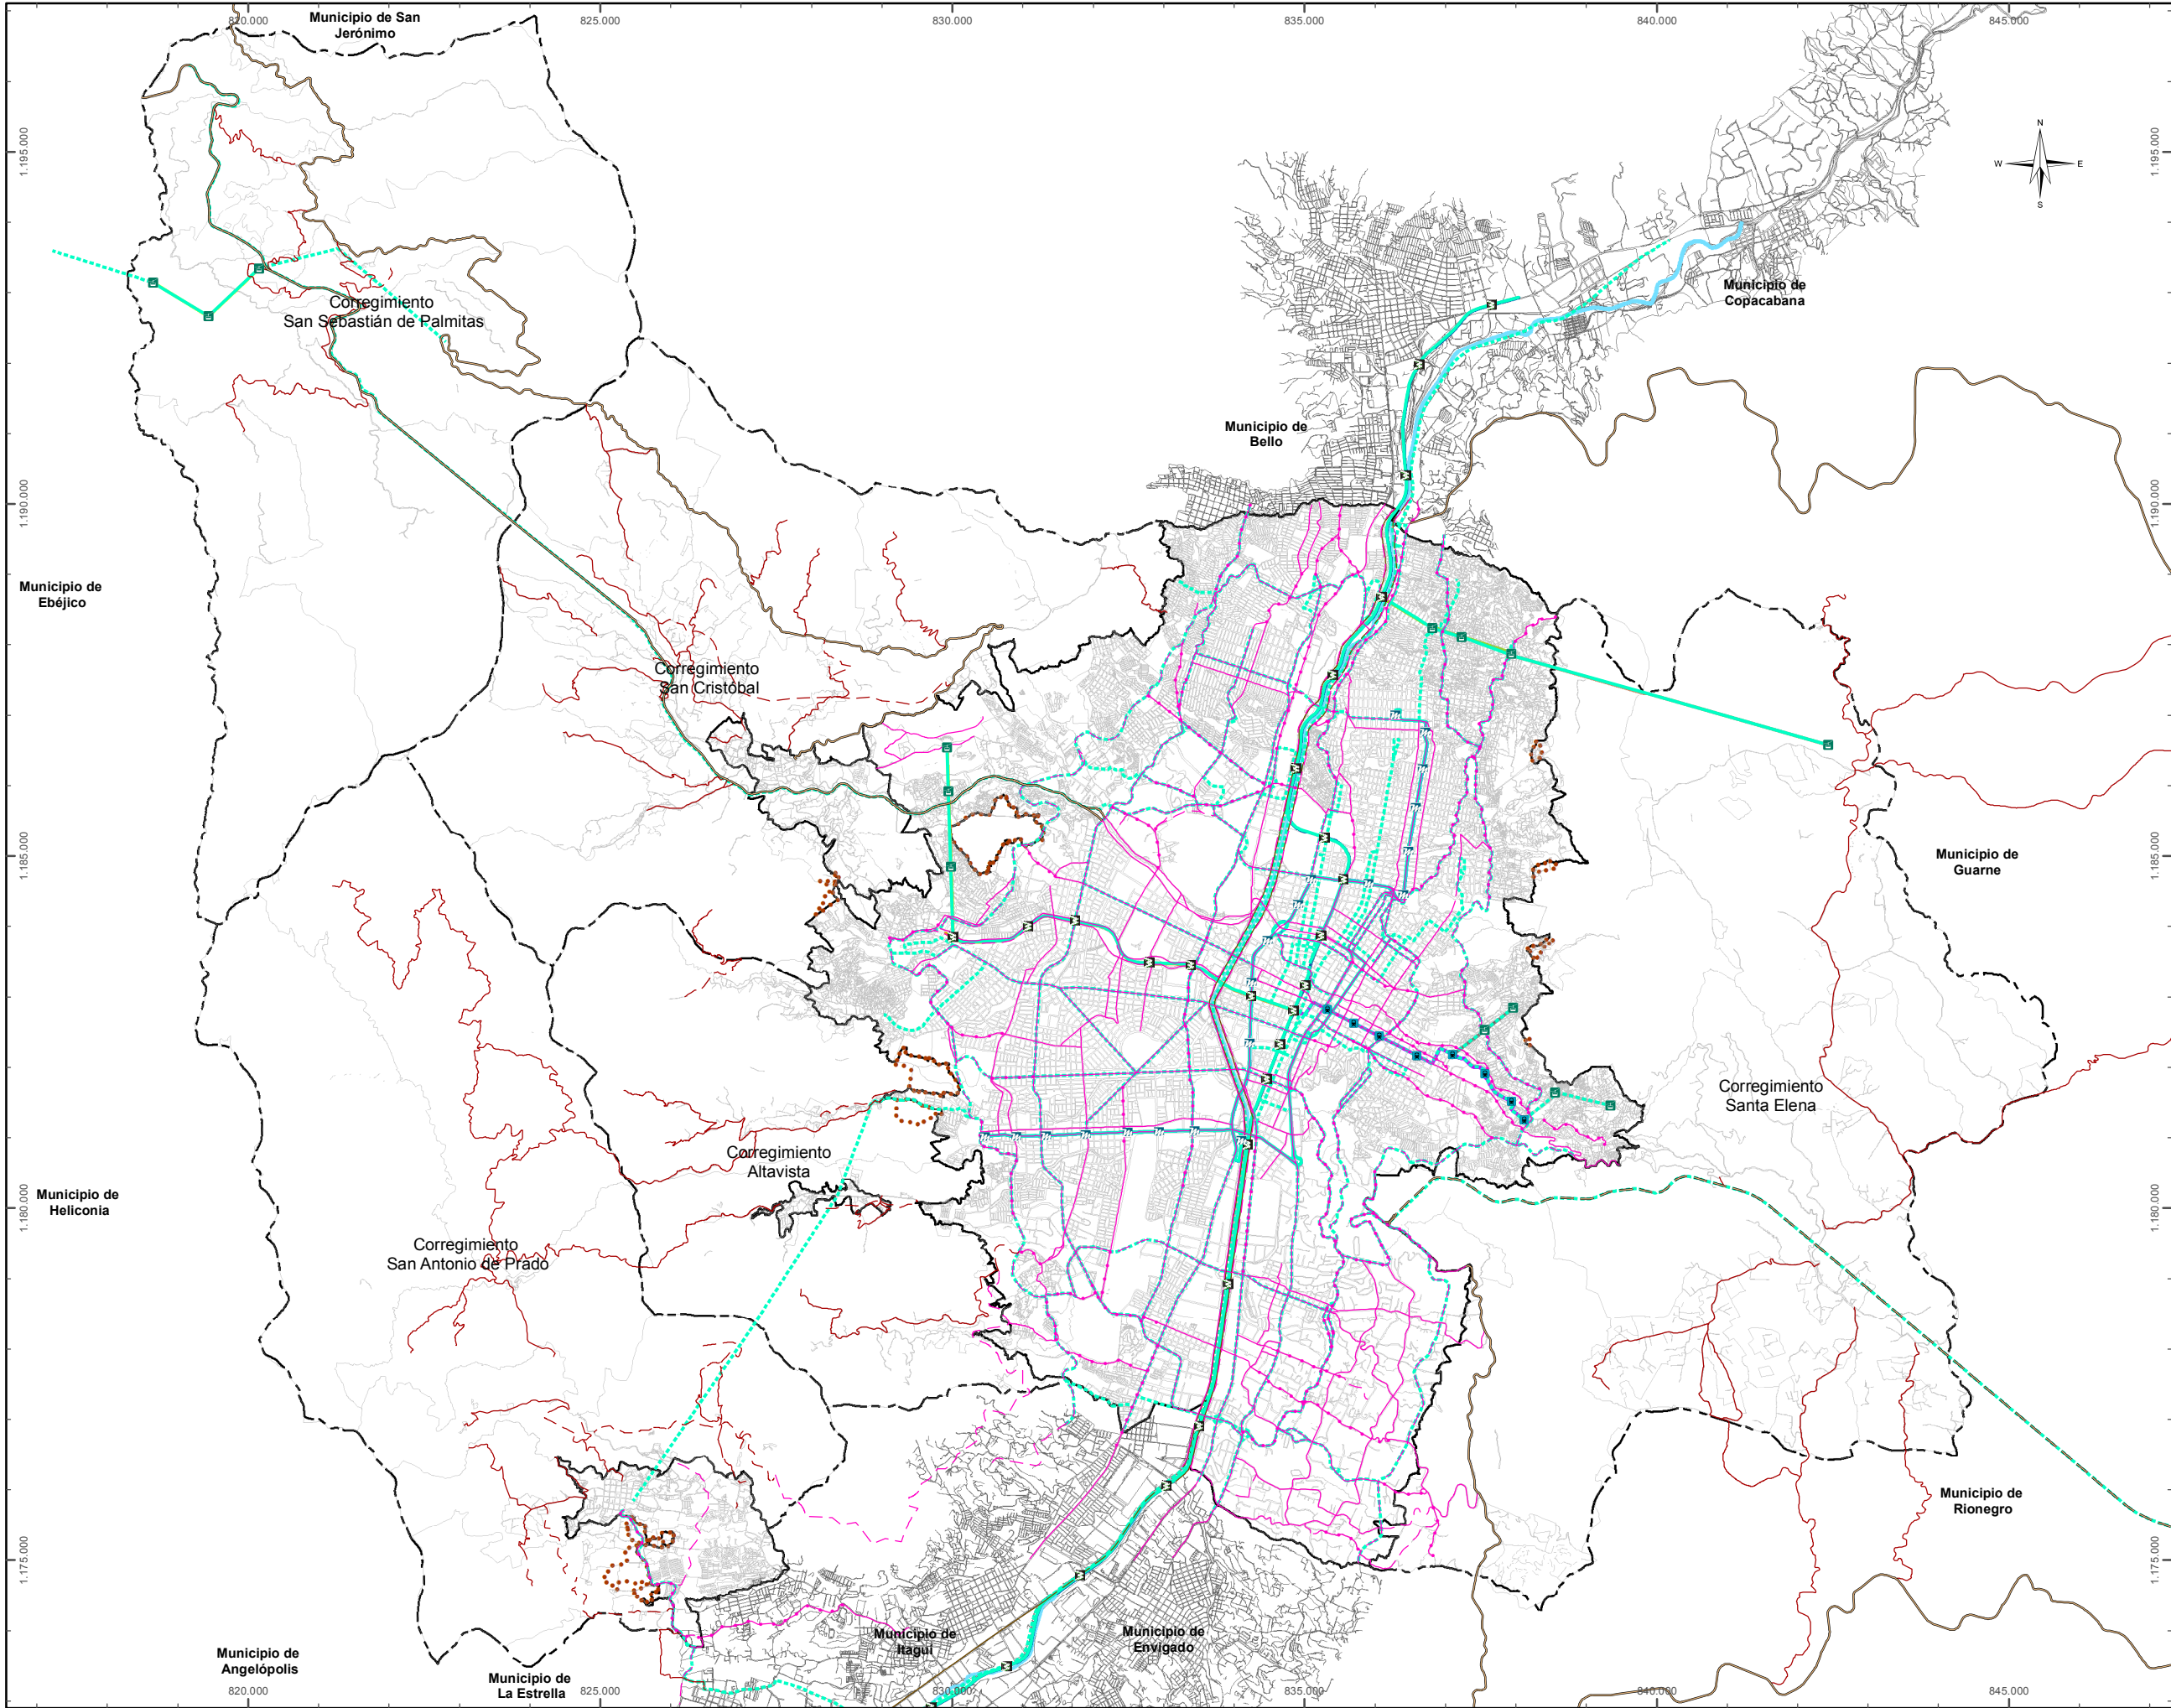 820.000
825.000
830.000
835.000
840.000
845.000
Municipio de San
Jerónimo
1.195.000
1.195.000
N
W
E
S
Municipio de
Copacabana
Corregimiento
San Sebastián de Palmitas
Municipio de
Bello
1.190.000
1.190.000
Municipio de
Ebéjico
Corregimiento
San Cristóbal
1.185.000
1.185.000
Municipio de
Guarne
Corregimiento
Santa Elena
Corregimiento
Altavista
Municipio de
Heliconia
1.180.000
1.180.000
Corregimiento
San Antonio de Prado
Municipio de
Rionegro
1.175.000
1.175.000
Municipio de
Itagui
Municipio de
Envigado
Municipio de
Angelópolis
Municipio de
La Estrella
820.000
825.000
830.000
835.000
840.000
845.000